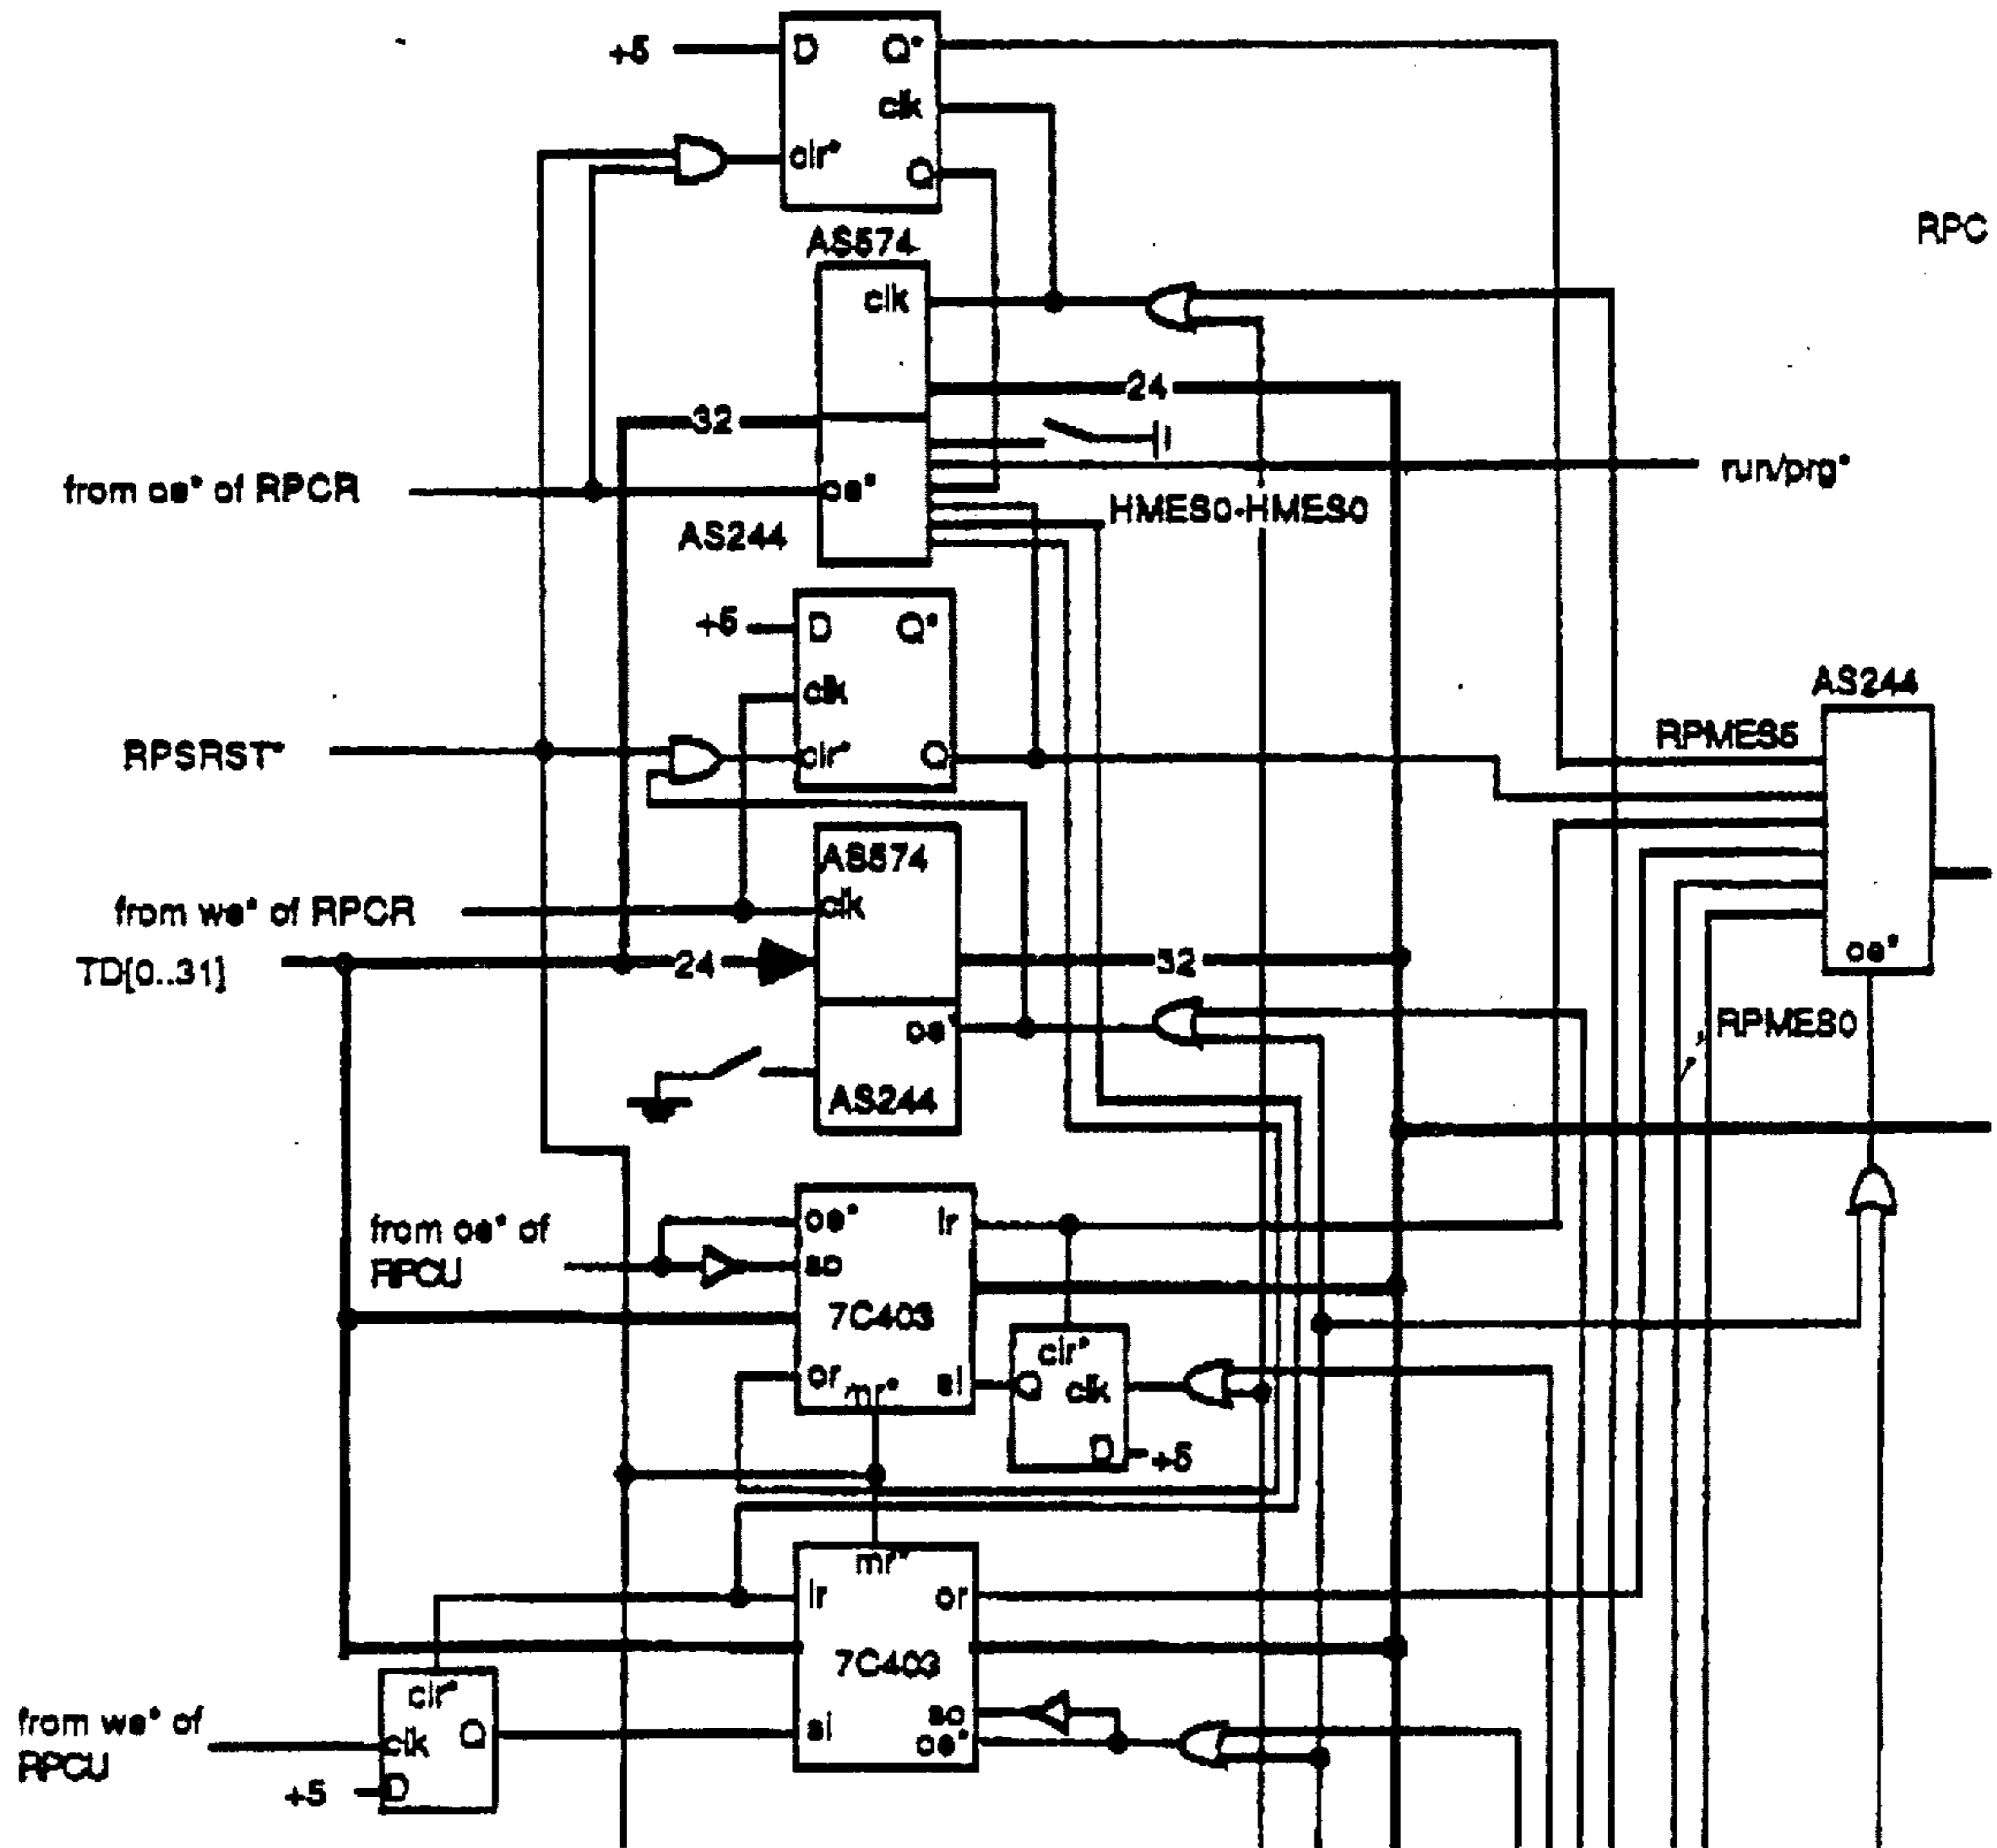 +5
D
Q*
clk
clr*
Q
RPC
AS574
clk
24
32
run/prg*
from oe* of RPCR
oe*
HMES0-HMES0
AS244
+5
D
Q*
clk
AS244
RPMES5
RPSRST*
clr*
Q
AS574
from we* of RPCR
clk
TD[0..31]
24
32
oe*
oe*
RPMES0
AS244
from oe* of
RPCU
oe*
ir
so
7C403
clr*
or
mr*
si
Q
clk
D
+5
mr*
ir
or
7C403
clr*
so
from we* of
RPCU
clk
Q
si
oe*
+5
D